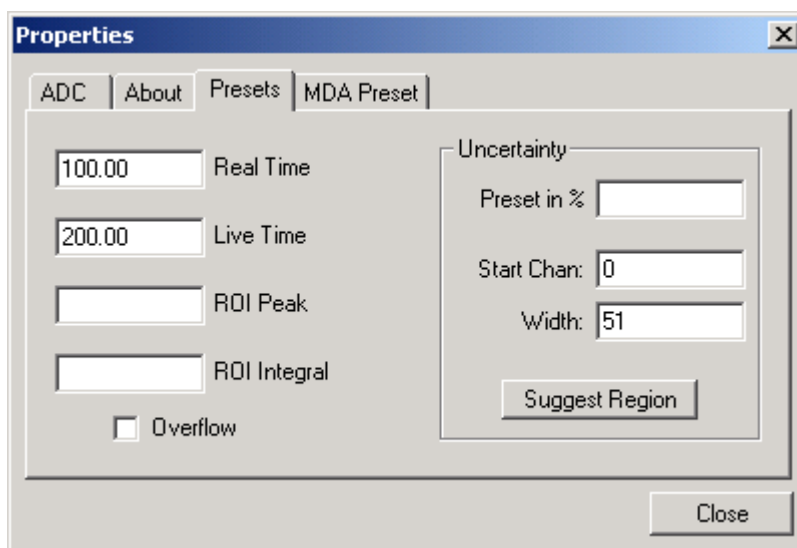 Properties
ADC About Presets MDA Preset
100.00 Real Time
200.00 Live Time
ROI Peak
ROI Integral
Overflow
Uncertainty
Preset in %
Start Chan: 0
Width: 51
Suggest Region
Close